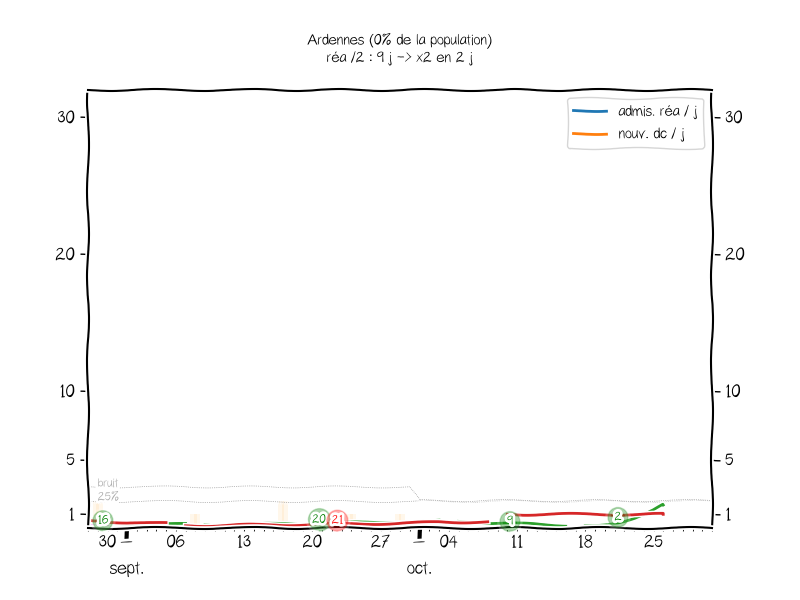 Ardennes (0% de la population)
réa /2 : 9 j -> x2 en 2 j
admis. réa / j
nouv. dc / j
30 30
20 20
10 10
5 5
bruit
25%
1 1
16 20 21 9 2
30 06 13 20 27 04 11 18 25
sept. oct.